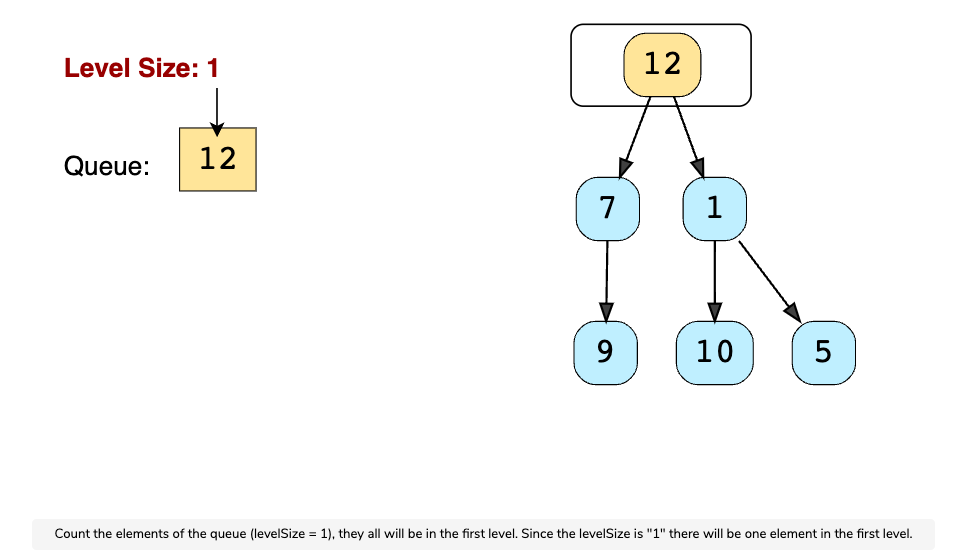 Level Size: 1
Queue:
12
12
7
1
9
10
5
Count the elements of the queue (levelSize = 1), they all will be in the first level. Since the levelSize is "1" there will be one element in the first level.